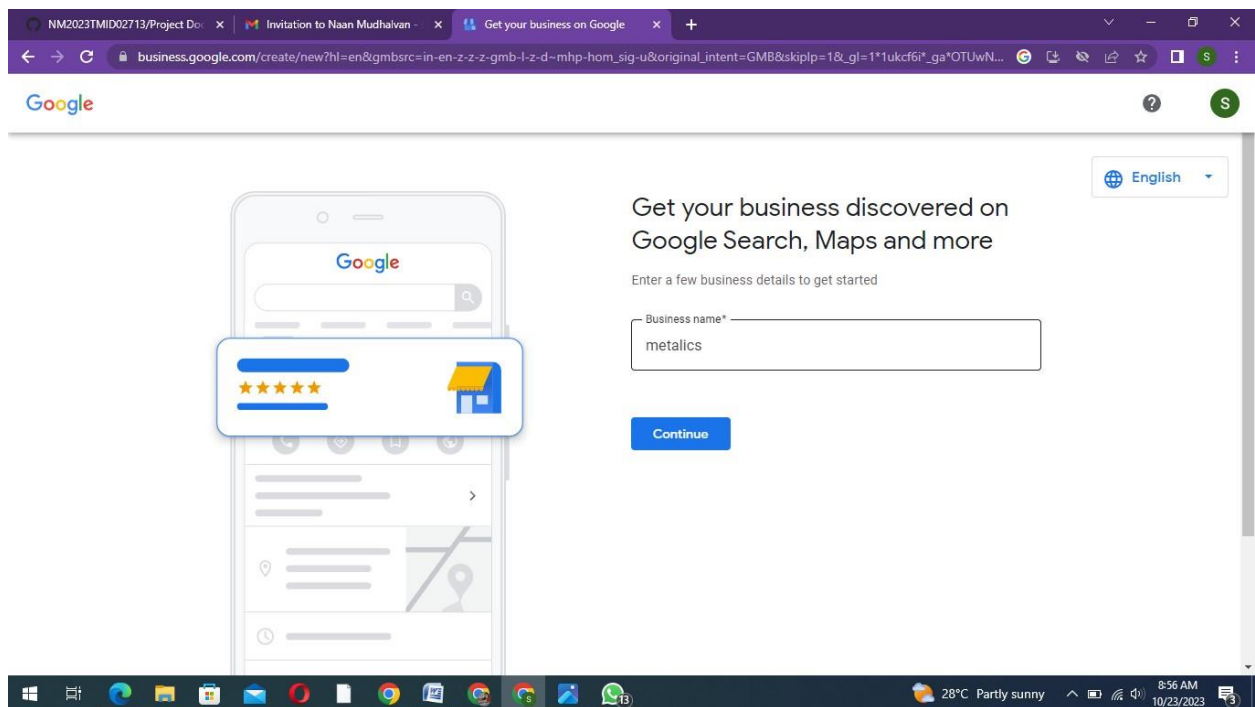 NM2023TMID02713/Project Do
Invitation to Naan Mudhalvan -
Get your business on Google
business.google.com/create/new?hl=en&gmbsrc=in-en-z-z-z-gmb-l-z-d~mhp-hom_sig-u&original_intent=GMB&skiplp=1&_gl=1*1ukcf6i*_ga*OTUwN...
Google
S
English
Get your business discovered on
Google Search, Maps and more
Enter a few business details to get started
Business name*
metalics
Continue
Google
28°C Partly sunny
8:56 AM
10/23/2023
13
3